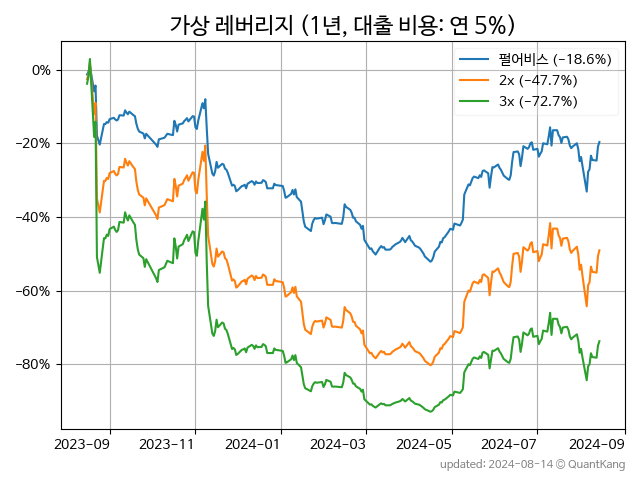 가상 레버리지 (1년, 대출 비용: 연 5%)
펄어비스 (−18.6%)
2x (−47.7%)
3x (−72.7%)
0%
−20%
−40%
−60%
−80%
2023−09 2023−11 2024−01 2024−03 2024−05 2024−07 2024−09
updated: 2024-08-14 © QuantKang